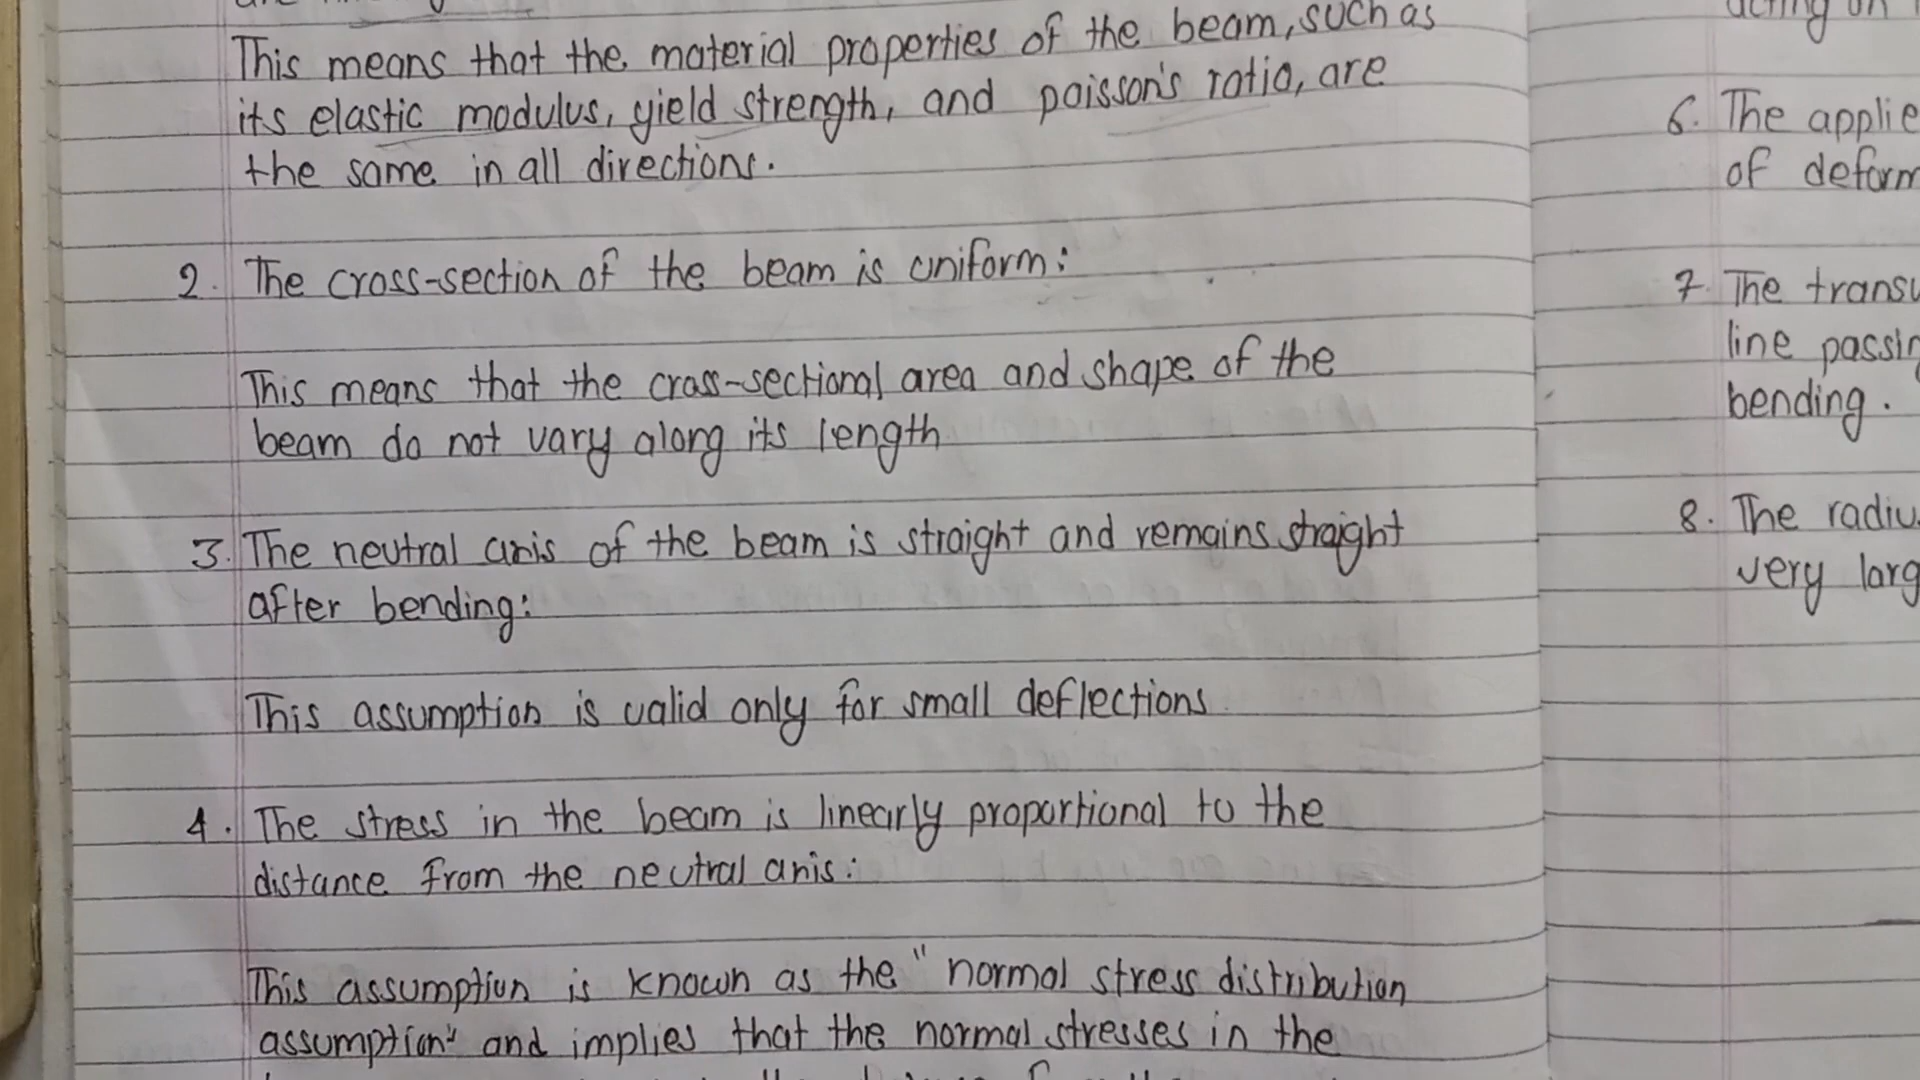 This means that the material properties of the beam, such as
its elastic modulus, yield strength, and poisson's ratio, are
the same in all directions.
2. The cross-section of the beam is uniform:
This means that the cross-sectional area and shape of the
beam do not vary along its length
3. The neutral axis of the beam is straight and remains straight
after bending:
This assumption is valid only for small deflections
4. The stress in the beam is linearly proportional to the
distance from the neutral axis:
This assumption is known as the "normal stress distribution
assumption" and implies that the normal stresses in the
acting on
6. The applie
of deform
7. The transv
line passin
bending.
8. The radiu
very larg